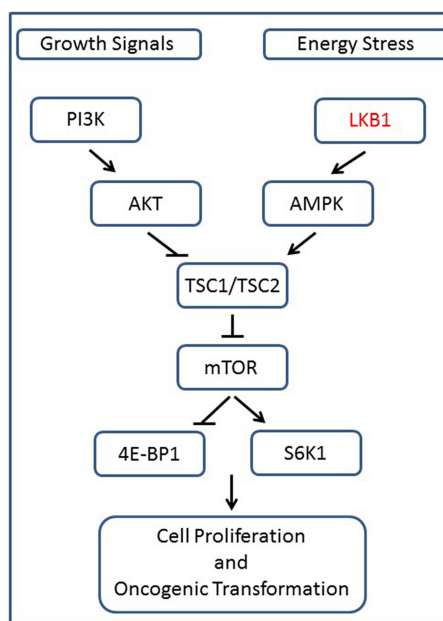 Growth Signals
Energy Stress
PI3K
LKB1
AKT
AMPK
TSC1/TSC2
mTOR
4E-BP1
S6K1
Cell Proliferation
and
Oncogenic Transformation